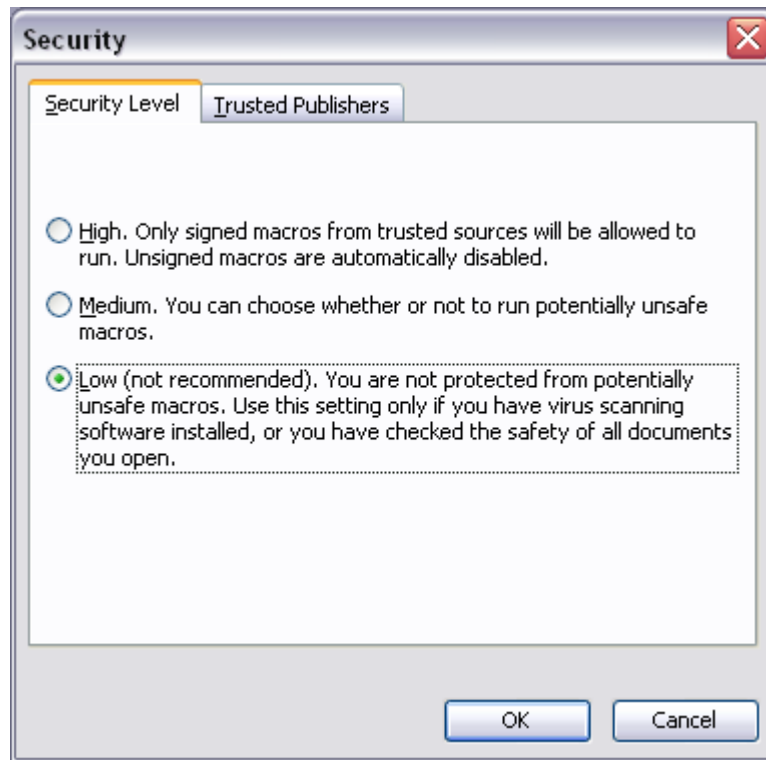 Security
Security Level
Trusted Publishers
High. Only signed macros from trusted sources will be allowed to
run. Unsigned macros are automatically disabled.
Medium. You can choose whether or not to run potentially unsafe
macros.
Low (not recommended). You are not protected from potentially
unsafe macros. Use this setting only if you have virus scanning
software installed, or you have checked the safety of all documents
you open.
OK
Cancel